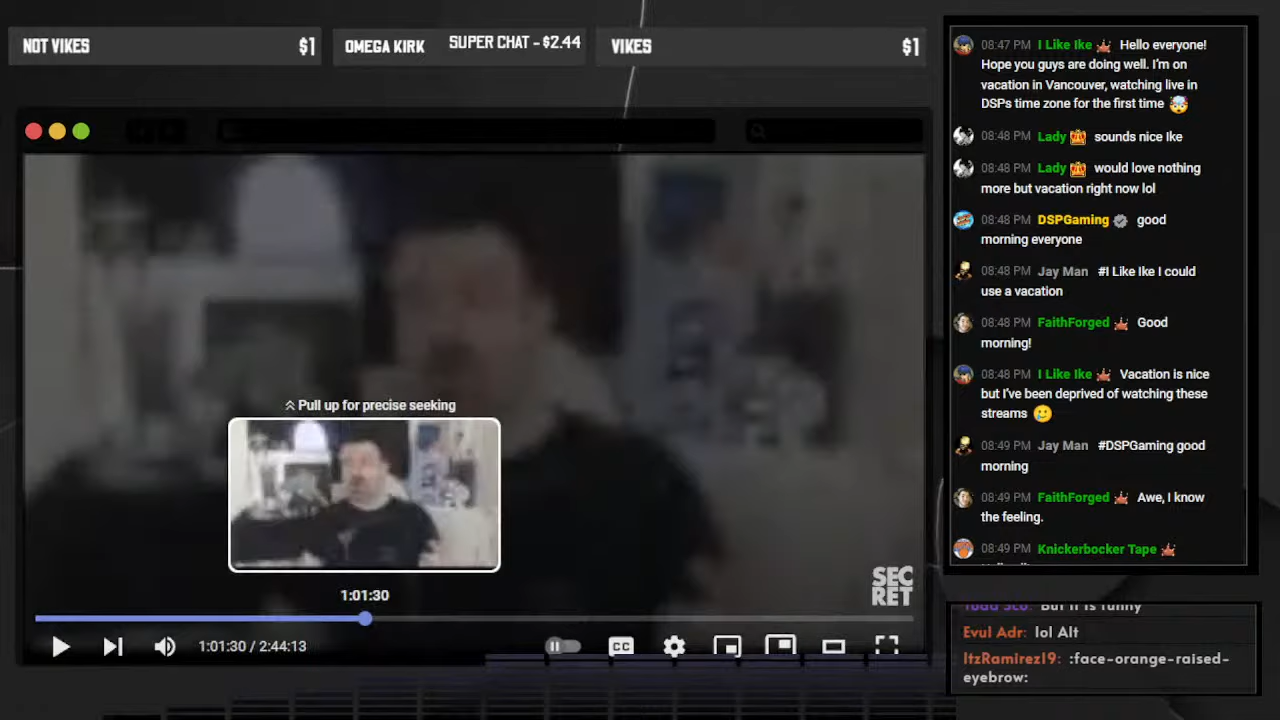 NOT VIKES $1
OMEGA KIRK SUPER CHAT - $2.44
VIKES $1
Pull up for precise seeking
1:01:30
1:01:30 / 2:44:13
CC
SEC
RET
08:47 PM I Like Ike Hello everyone!
Hope you guys are doing well. I'm on
vacation in Vancouver, watching live in
DSPs time zone for the first time 🤯
08:48 PM Lady sounds nice Ike
08:48 PM Lady would love nothing
more but vacation right now lol
08:48 PM DSPGaming good
morning everyone
08:48 PM Jay Man #I Like Ike I could
use a vacation
08:48 PM FaithForged Good
morning!
08:48 PM I Like Ike Vacation is nice
but I've been deprived of watching these
streams 🥲
08:49 PM Jay Man #DSPGaming good
morning
08:49 PM FaithForged Awe, I know
the feeling.
08:49 PM Knickerbocker Tape
Todd Sco: But it is funny
Evul Adr: lol Alt
ItzRamirez19: :face-orange-raised-
eyebrow: